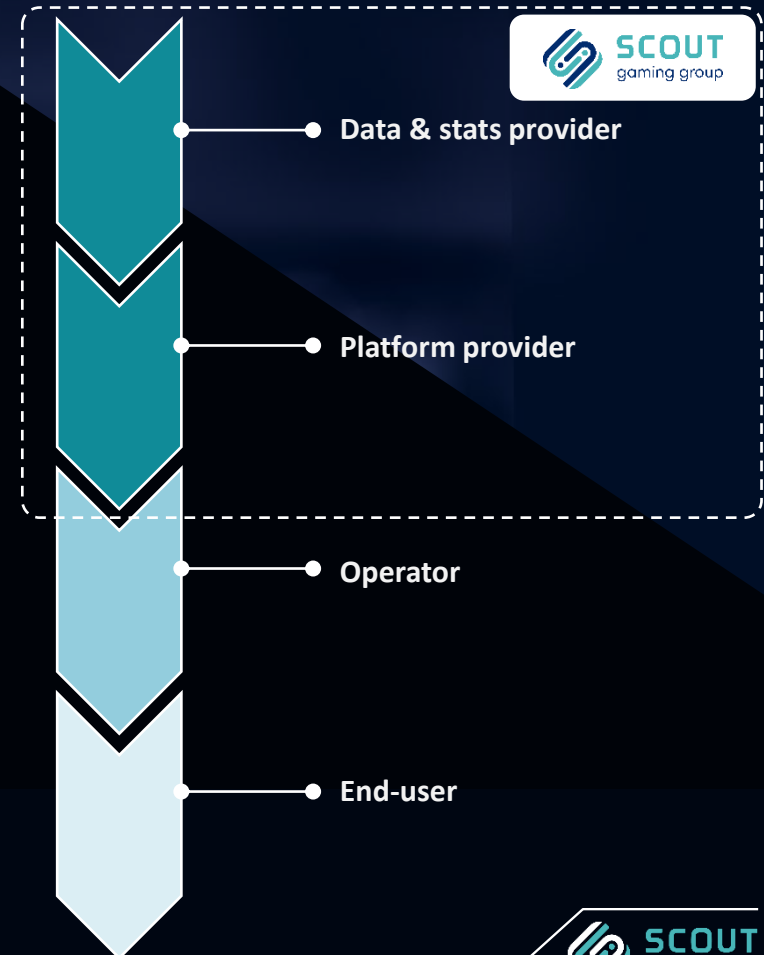 SCOUT
gaming group
Data & stats provider
Platform provider
Operator
End-user
SCOUT